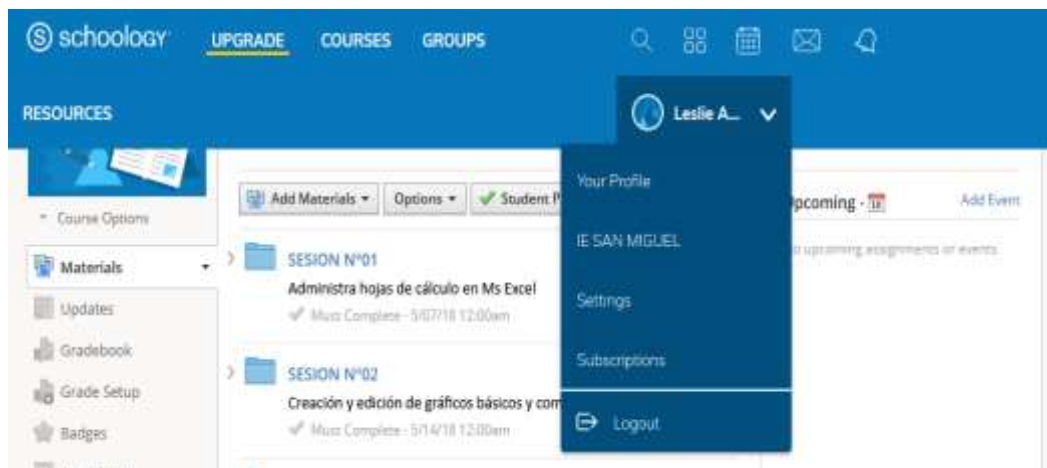 schoology UPGRADE COURSES GROUPS
RESOURCES
Leslie A...
Your Profile
IE SAN MIGUEL
Settings
Subscriptions
Logout
Course Options
Materials
Updates
Gradebook
Grade Setup
Badges
Add Materials Options Student P
SESION N°01
Administra hojas de cálculo en Ms Excel
Must Complete - 5/07/18 12:00am
SESION N°02
Creación y edición de gráficos básicos y com
Must Complete - 5/14/18 12:00am
pcoming - 18 Add Event
o upcoming assignments or events